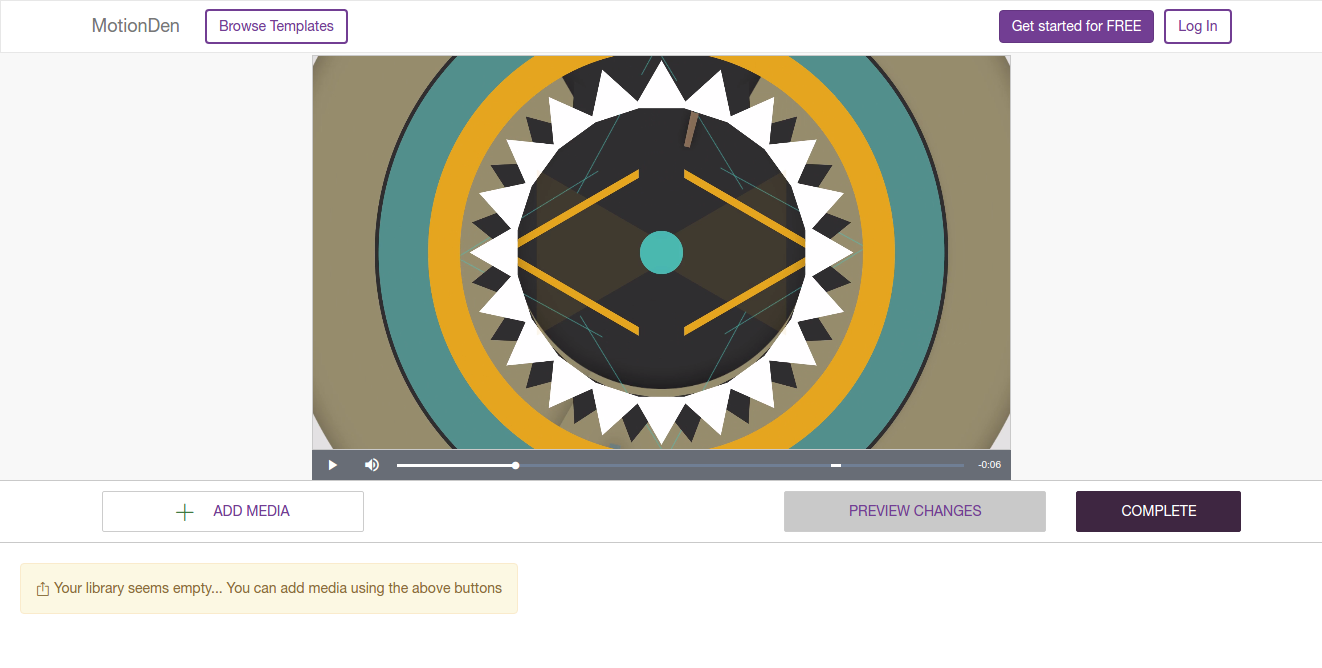 MotionDen
Browse Templates
Get started for FREE
Log In
-0:06
ADD MEDIA
PREVIEW CHANGES
COMPLETE
Your library seems empty... You can add media using the above buttons